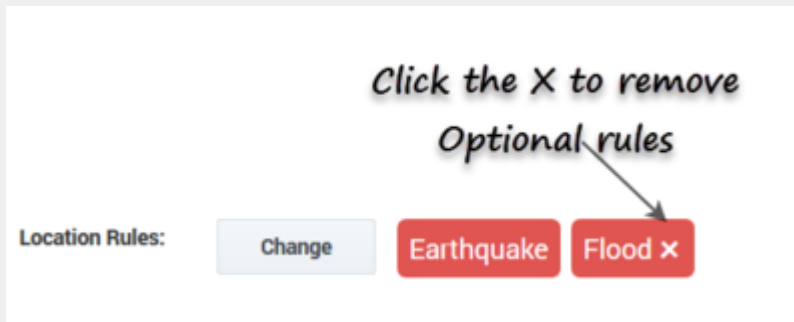 Click the X to remove
Optional rules
Location Rules: Change Earthquake Flood ×